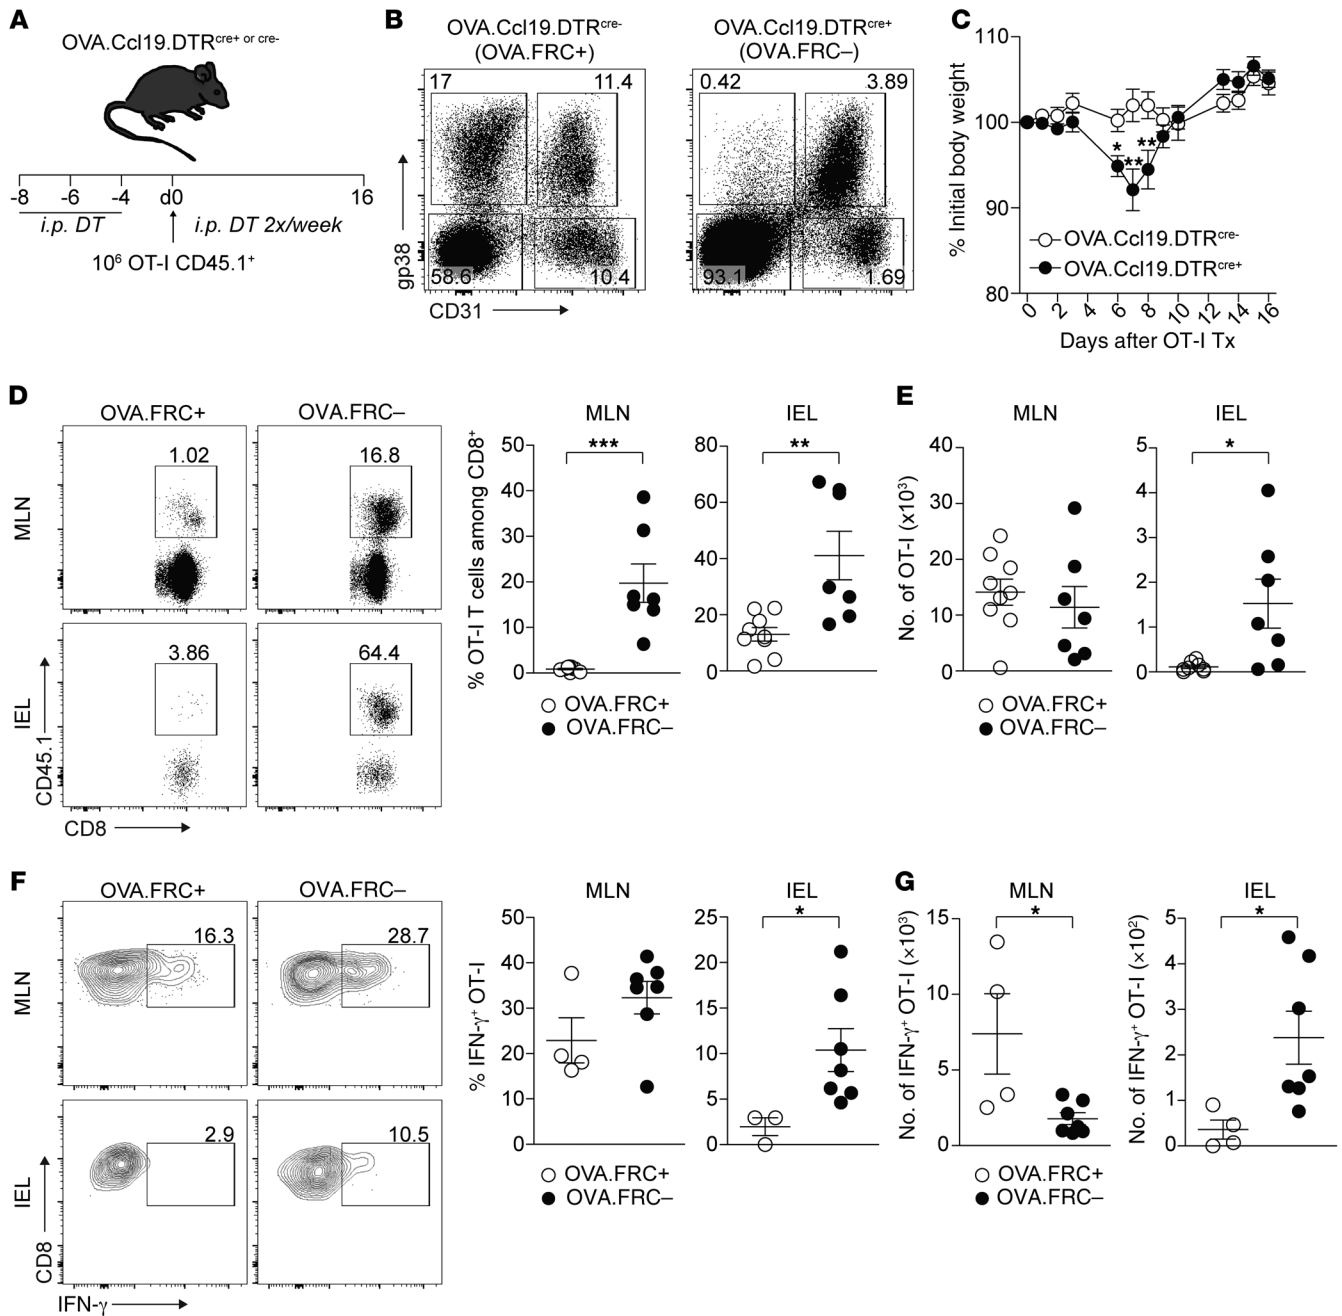 A
OVA.Ccl19.DTRcre+ or cre-
-8 -6 -4 d0 16
i.p. DT i.p. DT 2x/week
10⁶ OT-I CD45.1⁺
B
OVA.Ccl19.DTRcre-
(OVA.FRC+)
OVA.Ccl19.DTRcre+
(OVA.FRC–)
17 11.4
58.6 10.4
0.42 3.89
93.1 1.69
gp38
CD31
C
% Initial body weight
110
100
90
80
*
**
**
OVA.Ccl19.DTRcre-
OVA.Ccl19.DTRcre+
0 2 4 6 8 10 12 14 16
Days after OT-I Tx
D
OVA.FRC+ OVA.FRC–
MLN
1.02 16.8
IEL
3.86 64.4
CD45.1
CD8
% OT-I T cells among CD8⁺
MLN
***
50
40
30
20
10
0
IEL
**
80
60
40
20
0
OVA.FRC+
OVA.FRC–
E
No. of OT-I (x10³)
MLN
40
30
20
10
0
IEL
*
5
4
3
2
1
0
OVA.FRC+
OVA.FRC–
F
OVA.FRC+ OVA.FRC–
MLN
16.3 28.7
IEL
2.9 10.5
CD8
IFN-γ
% IFN-γ⁺ OT-I
MLN
50
40
30
20
10
0
IEL
*
25
20
15
10
5
0
OVA.FRC+
OVA.FRC–
G
No. of IFN-γ⁺ OT-I (×10³)
MLN
*
15
10
5
0
No. of IFN-γ⁺ OT-I (×10²)
IEL
*
5
4
3
2
1
0
OVA.FRC+
OVA.FRC–